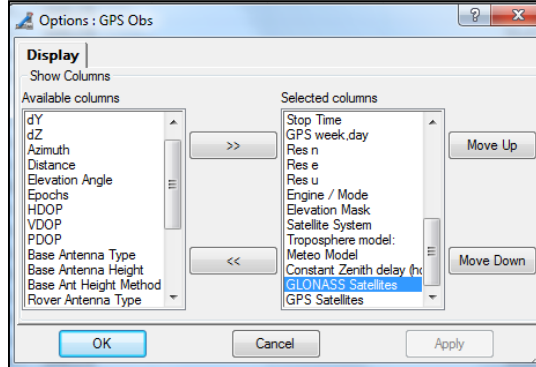 Options : GPS Obs
Display
Show Columns
Available columns
dY
dZ
Azimuth
Distance
Elevation Angle
Epochs
HDOP
VDOP
PDOP
Base Antenna Type
Base Antenna Height
Base Ant Height Method
Rover Antenna Type
>>
<<
Selected columns
Stop Time
GPS week,day
Res n
Res e
Res u
Engine / Mode
Elevation Mask
Satellite System
Troposphere model:
Meteo Model
Constant Zenith delay (ho
GLONASS Satellites
GPS Satellites
Move Up
Move Down
OK
Cancel
Apply